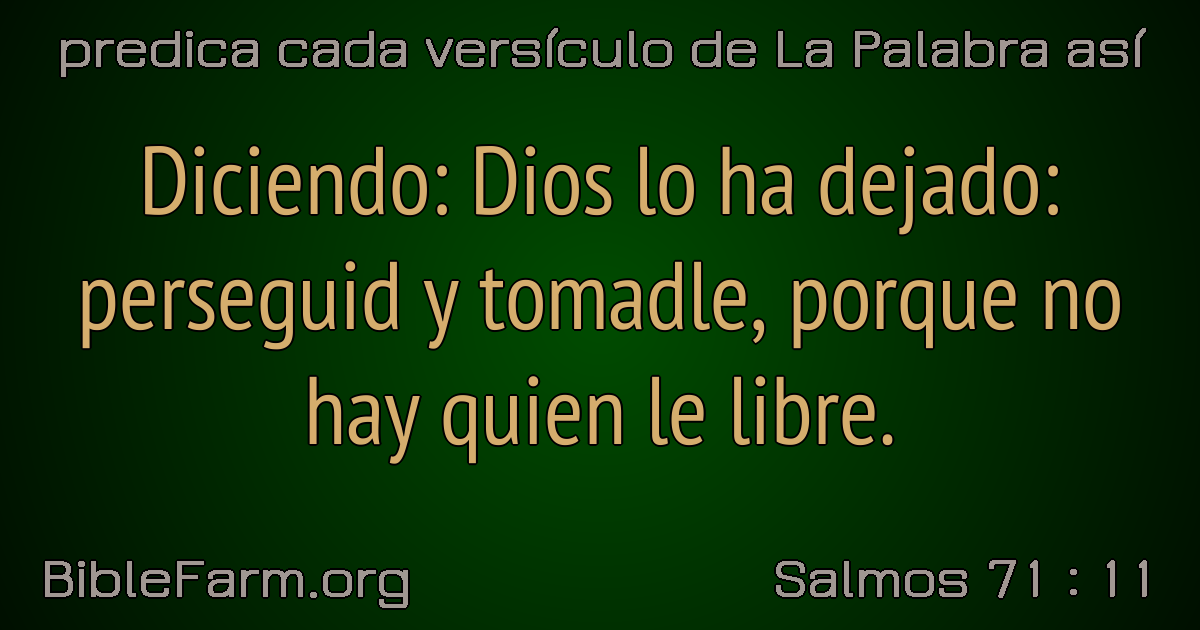 predica cada versículo de La Palabra así
Diciendo: Dios lo ha dejado:
perseguid y tomadle, porque no
hay quien le libre.
BibleFarm.org
Salmos 71 : 11